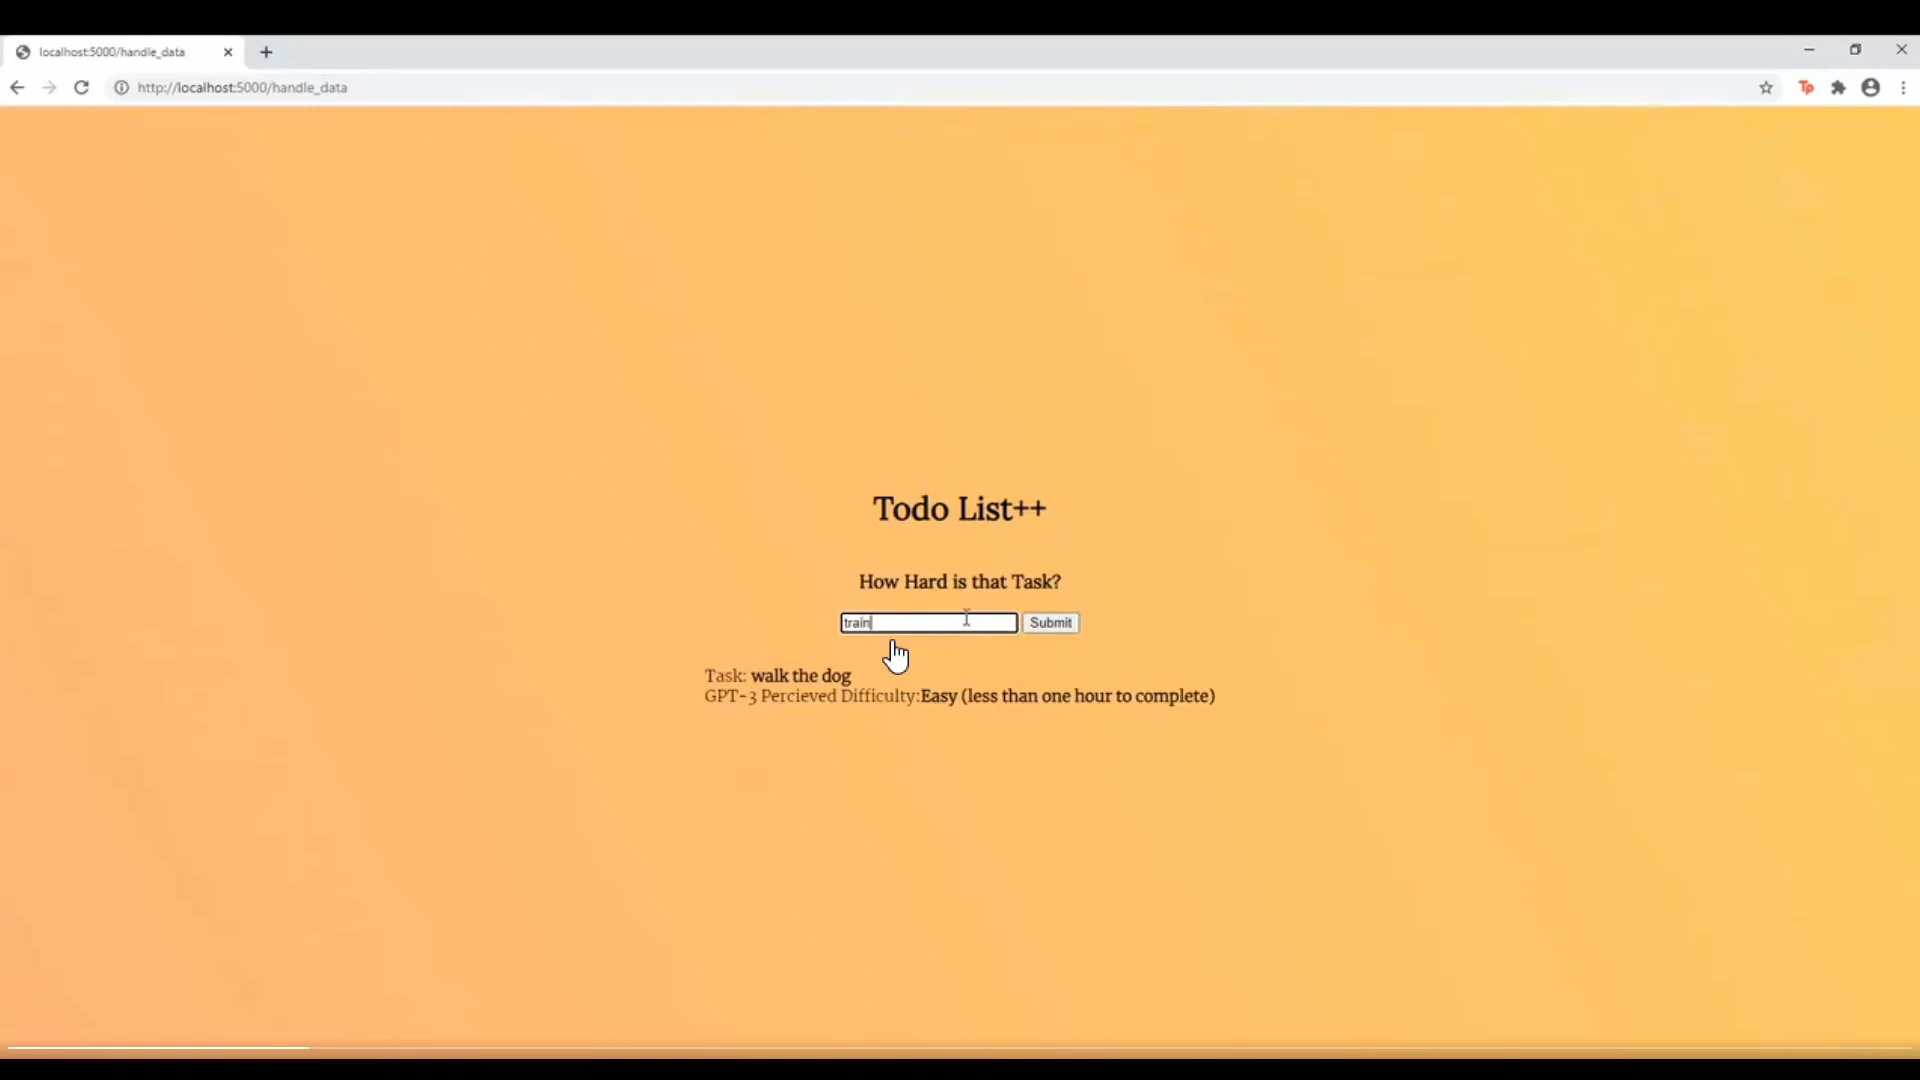 localhost:5000/handle_data
http://localhost:5000/handle_data
Tp
Todo List++
How Hard is that Task?
train Submit
Task: walk the dog
GPT-3 Percieved Difficulty:Easy (less than one hour to complete)